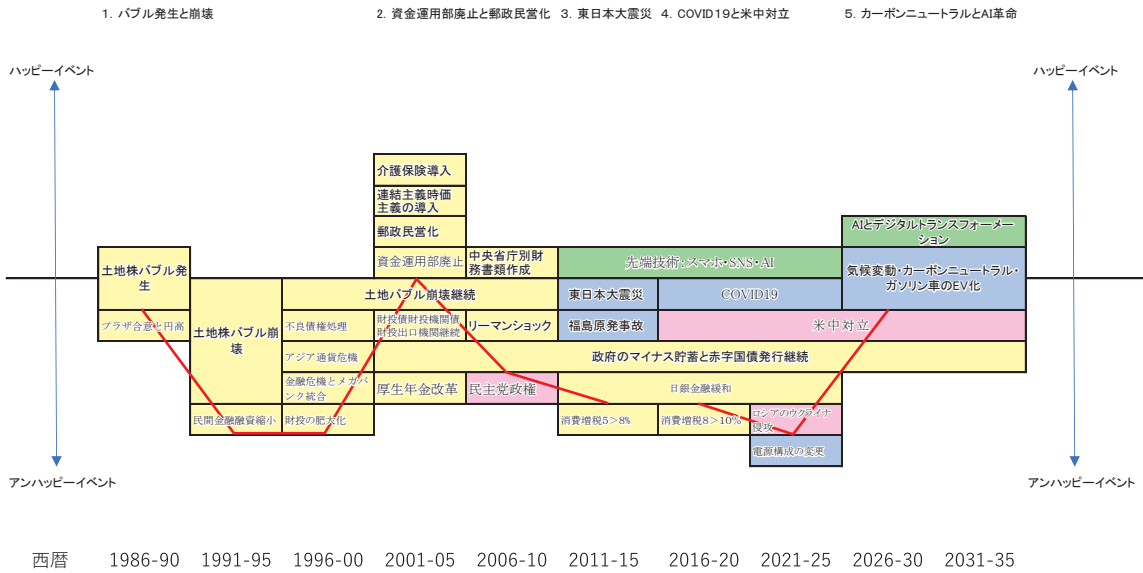 1. バブル発生と崩壊
2. 資金運用部廃止と郵政民営化
3. 東日本大震災
4. COVID19と米中対立
5. カーボンニュートラルとAI革命
ハッピーイベント
ハッピーイベント
介護保険導入
連結主義時価
主義の導入
郵政民営化
AIとデジタルトランスフォーメー
ション
土地株バブル発
生
資金運用部廃止
中央省庁別財
務書類作成
先端技術：スマホ・SNS・AI
気候変動・カーボンニュートラル・
ガソリン車のEV化
土地バブル崩壊継続
東日本大震災
COVID19
プラザ合意と円高
土地株バブル崩
壊
不良債権処理
財投債財投機関債
財投出口機関継続
リーマンショック
福島原発事故
米中対立
アジア通貨危機
政府のマイナス貯蓄と赤字国債発行継続
金融危機とメガバ
ンク統合
厚生年金改革
民主党政権
日銀金融緩和
民間金融融資縮小
財投の肥大化
消費増税5>8%
消費増税8>10%
ロシアのウクライナ
侵攻
電源構成の変更
アンハッピーイベント
アンハッピーイベント
西暦
1986-90
1991-95
1996-00
2001-05
2006-10
2011-15
2016-20
2021-25
2026-30
2031-35